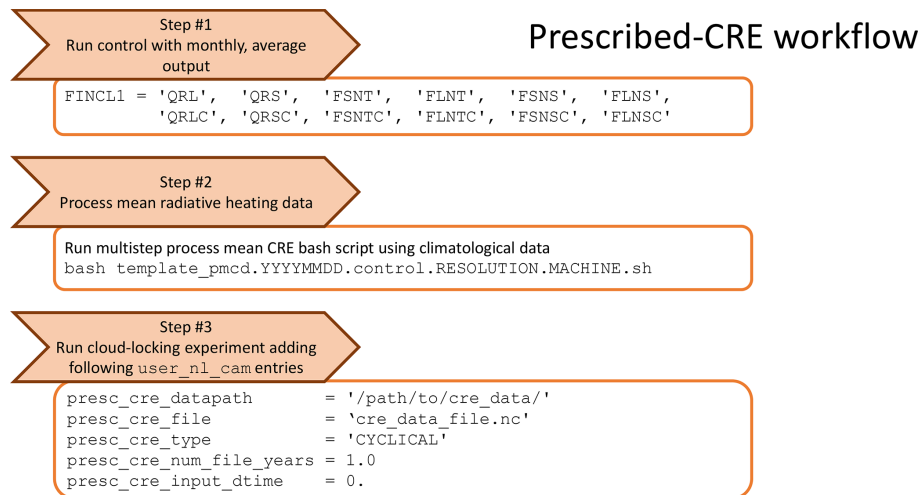 Prescribed-CRE workflow
Step #1
Run control with monthly, average
output
FINCL1 = 'QRL', 'QRS', 'FSNT', 'FLNT', 'FSNS', 'FLNS',
'QRLC', 'QRSC', 'FSNTC', 'FLNTC', 'FSNSC', 'FLNSC'
Step #2
Process mean radiative heating data
Run multistep process mean CRE bash script using climatological data
bash template_pmcd.YYYYMMDD.control.RESOLUTION.MACHINE.sh
Step #3
Run cloud-locking experiment adding
following user_nl_cam entries
presc_cre_datapath = '/path/to/cre_data/'
presc_cre_file = ‘cre_data_file.nc'
presc_cre_type = 'CYCLICAL'
presc_cre_num_file_years = 1.0
presc_cre_input_dtime = 0.